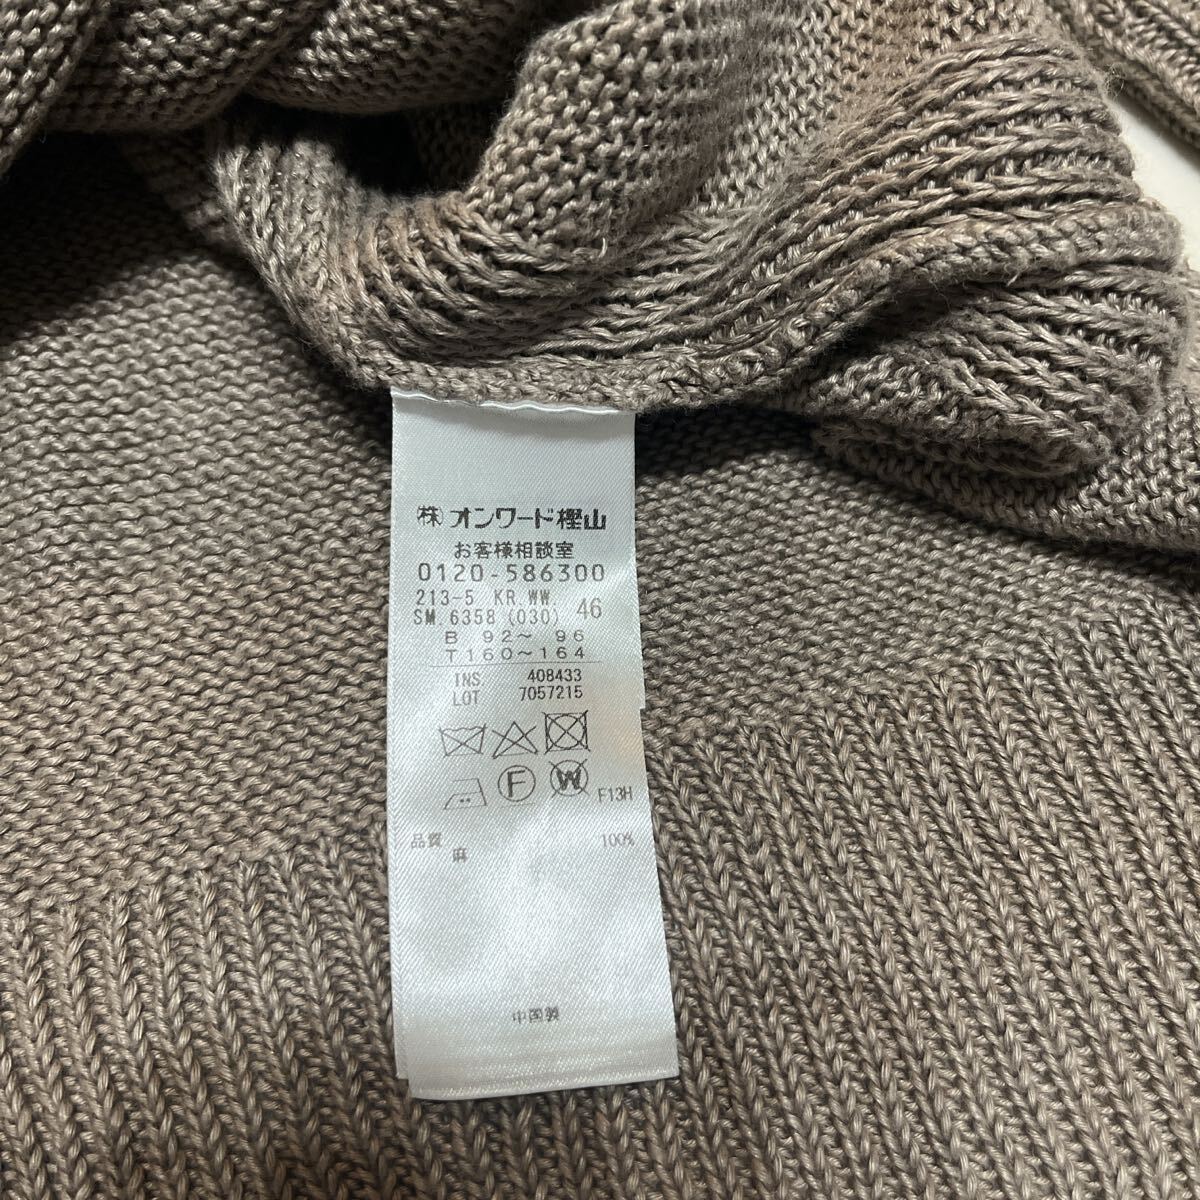 ㈱オンワード樫山
お客様相談室
0120-586300
213-5 KR.WW. 46
SM.6358 (030)
B 92～ 96
T160～164
INS. 408433
LOT 7057215
F W F13H
品質 麻 100%
中国製